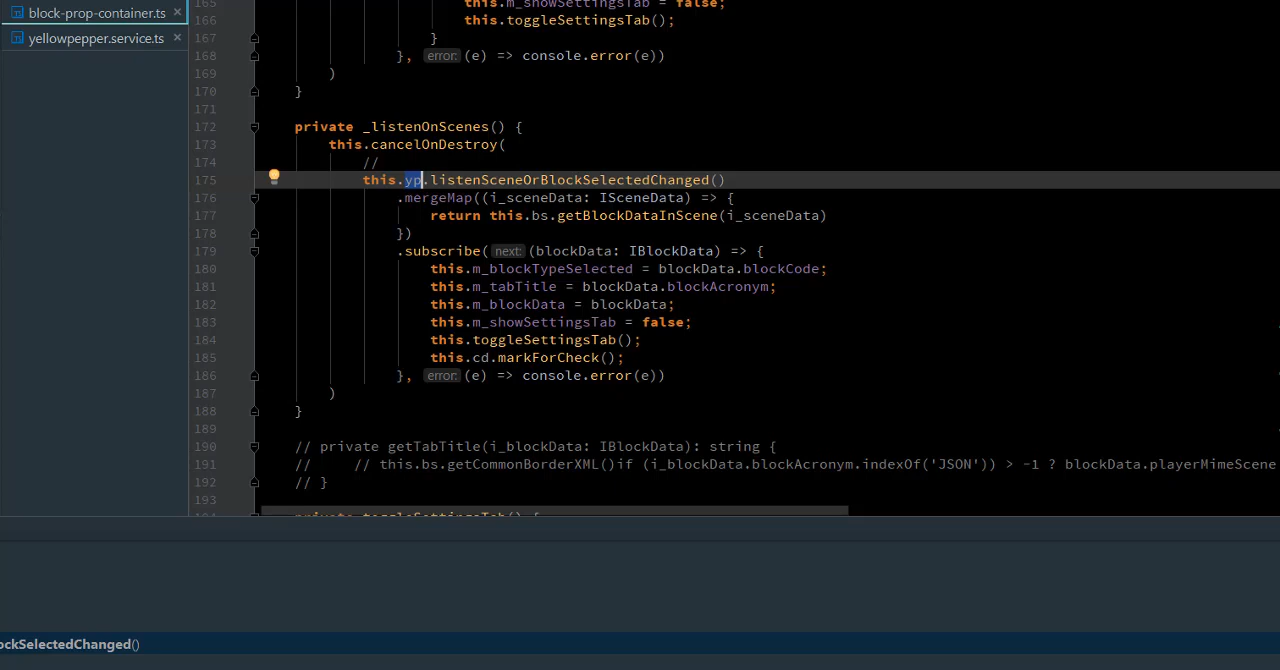 block-prop-container.ts
yellowpepper.service.ts
165 this.m_showSettingsTab = false;
166 this.toggleSettingsTab();
167 }
168 }, error: (e) => console.error(e))
169 )
170 }
171
172 private _listenOnScenes() {
173 this.cancelOnDestroy(
174 //
175 this.yp.listenSceneOrBlockSelectedChanged()
176 .mergeMap((i_sceneData: ISceneData) => {
177 return this.bs.getBlockDataInScene(i_sceneData)
178 })
179 .subscribe( next: (blockData: IBlockData) => {
180 this.m_blockTypeSelected = blockData.blockCode;
181 this.m_tabTitle = blockData.blockAcronym;
182 this.m_blockData = blockData;
183 this.m_showSettingsTab = false;
184 this.toggleSettingsTab();
185 this.cd.markForCheck();
186 }, error: (e) => console.error(e))
187 )
188 }
189
190 // private getTabTitle(i_blockData: IBlockData): string {
191 // // this.bs.getCommonBorderXML()if (i_blockData.blockAcronym.indexOf('JSON')) > -1 ? blockData.playerMimeScene
192 // }
193
194 private toggleSettingsTab() {
ockSelectedChanged()